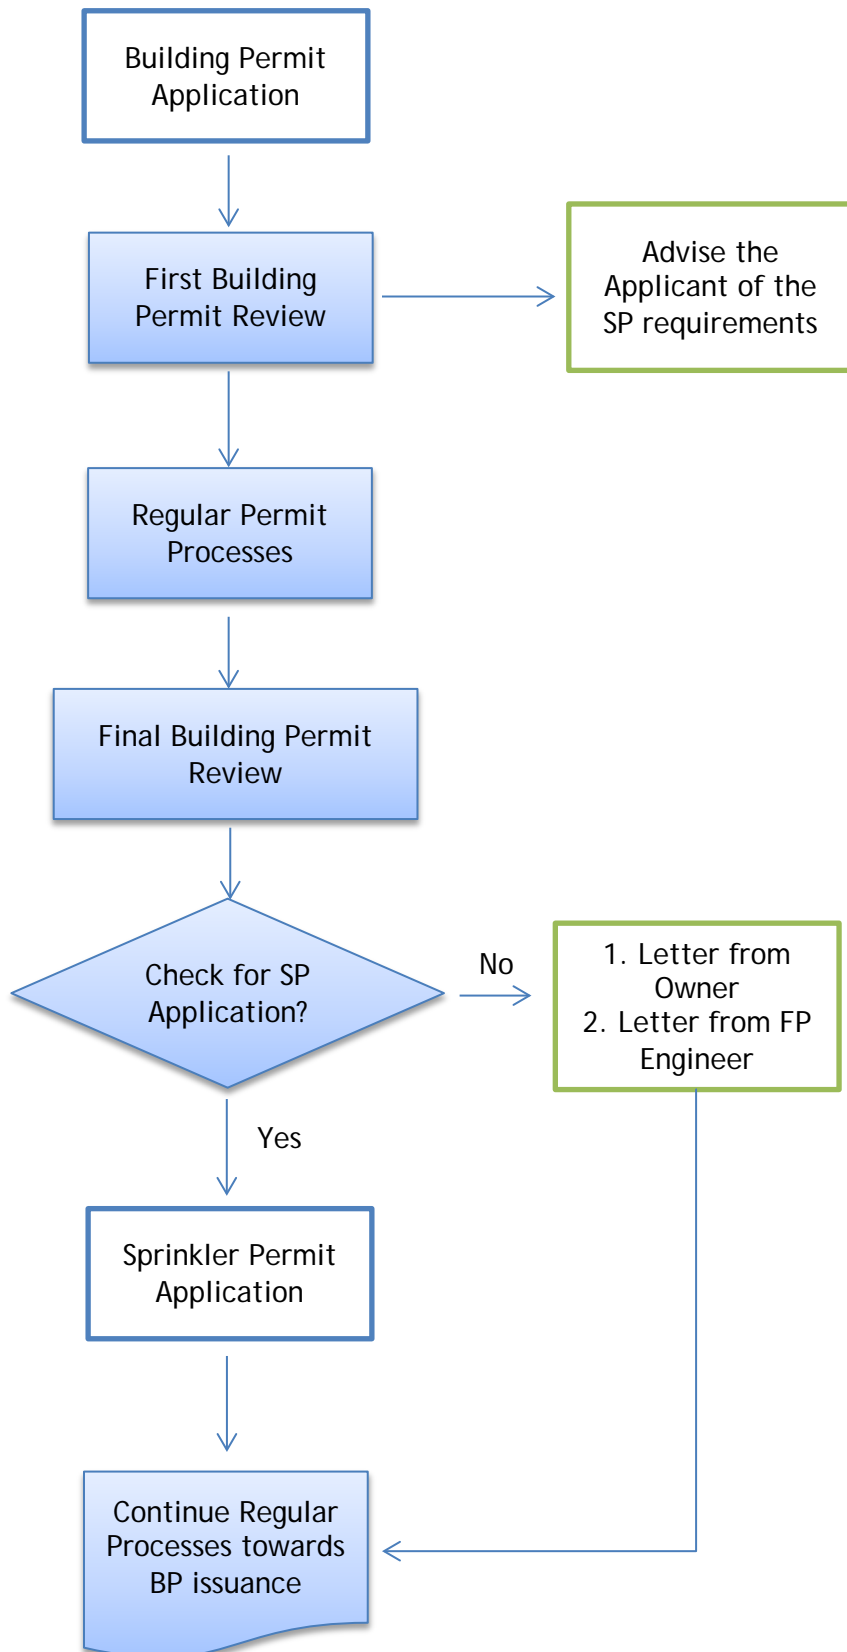 Building Permit
Application
First Building
Permit Review
Advise the
Applicant of the
SP requirements
Regular Permit
Processes
Final Building Permit
Review
Check for SP
Application?
No
1. Letter from
Owner
2. Letter from FP
Engineer
Yes
Sprinkler Permit
Application
Continue Regular
Processes towards
BP issuance